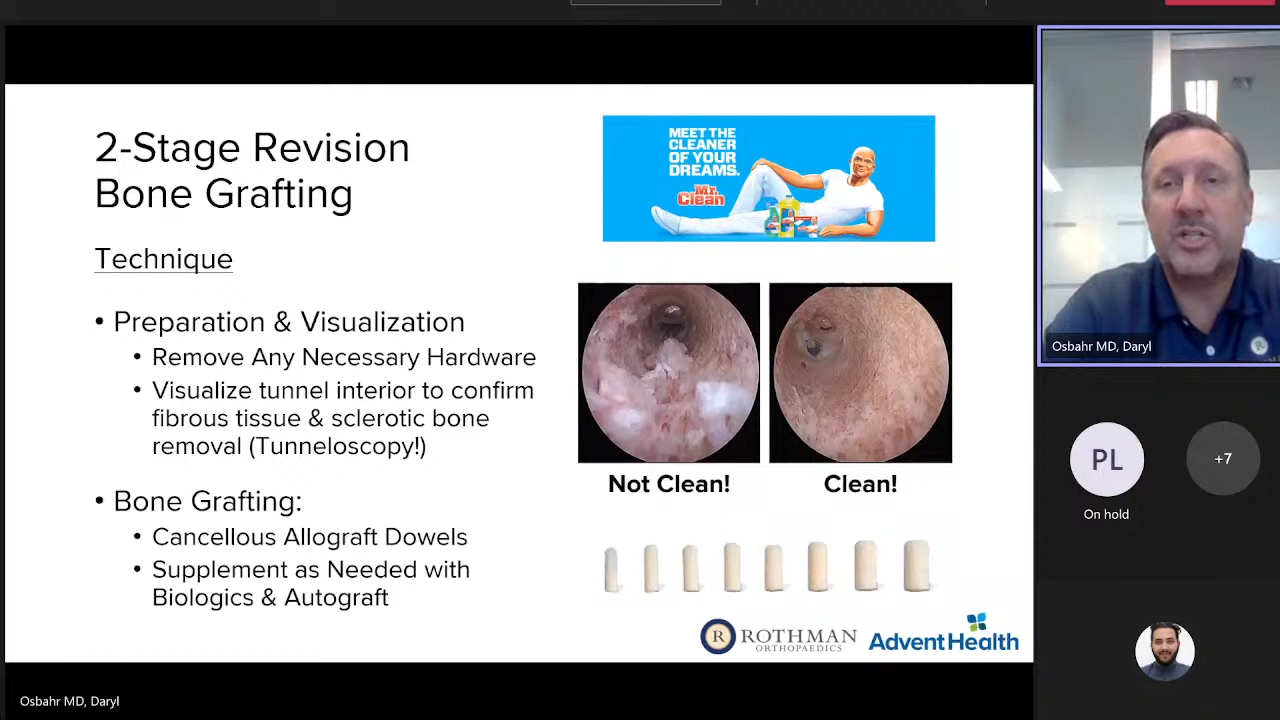 2-Stage Revision
Bone Grafting
Technique
• Preparation & Visualization
• Remove Any Necessary Hardware
• Visualize tunnel interior to confirm
fibrous tissue & sclerotic bone
removal (Tunneloscopy!)
• Bone Grafting:
• Cancellous Allograft Dowels
• Supplement as Needed with
Biologics & Autograft
MEET THE
CLEANER
OF YOUR
DREAMS.
Mr.
Clean
Not Clean!
Clean!
R
ROTHMAN
ORTHOPAEDICS
AdventHealth
Osbahr MD, Daryl
PL
On hold
+7
Osbahr MD, Daryl